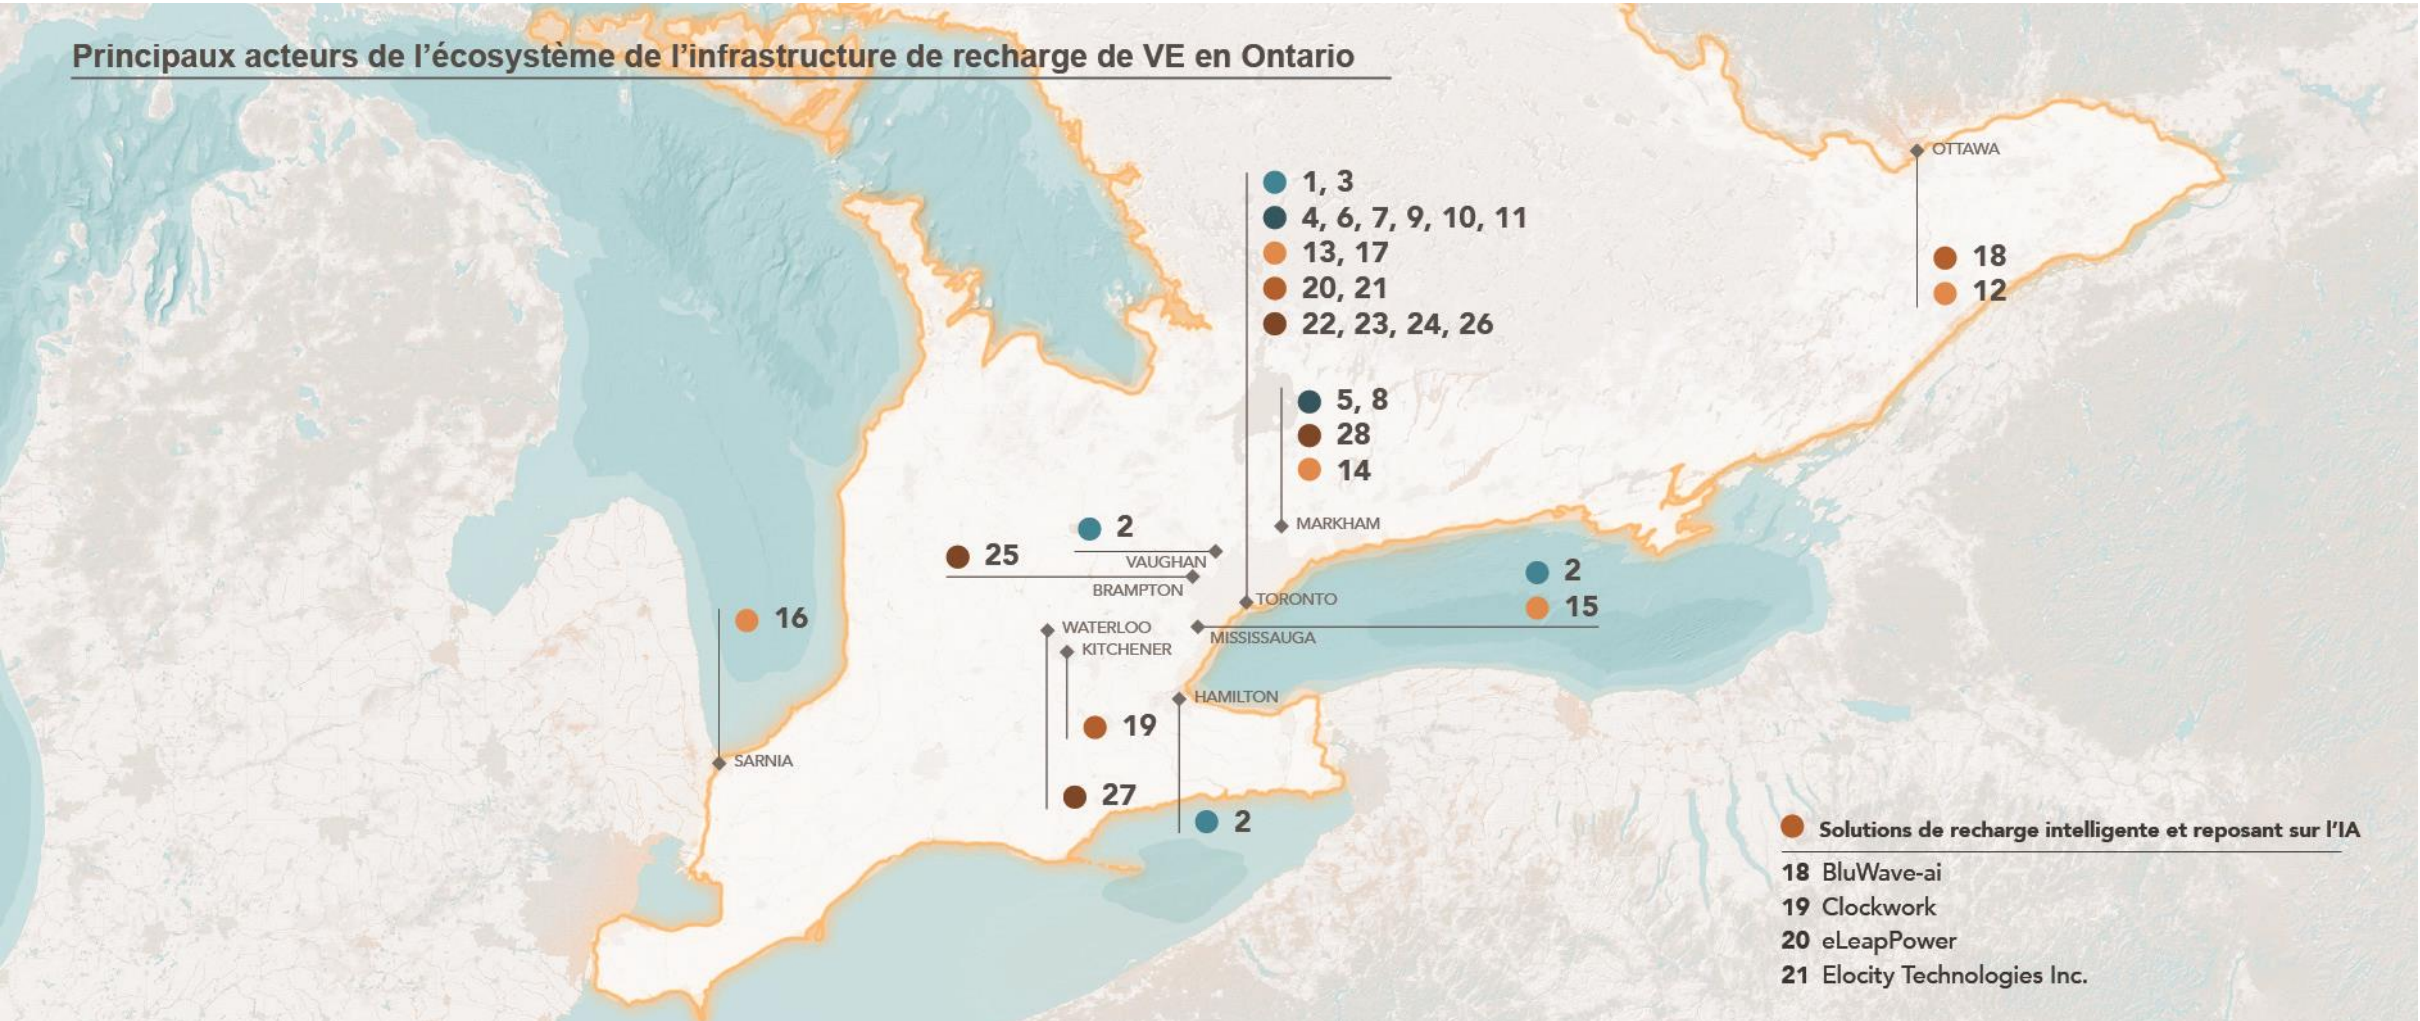 Principaux acteurs de l’écosystème de l’infrastructure de recharge de VE en Ontario
OTTAWA
18
12
1, 3
4, 6, 7, 9, 10, 11
13, 17
20, 21
22, 23, 24, 26
5, 8
28
14
MARKHAM
2
VAUGHAN
25
BRAMPTON
TORONTO
2
15
MISSISSAUGA
16
SARNIA
WATERLOO
KITCHENER
19
27
HAMILTON
2
Solutions de recharge intelligente et reposant sur l’IA
18 BluWave-ai
19 Clockwork
20 eLeapPower
21 Elocity Technologies Inc.